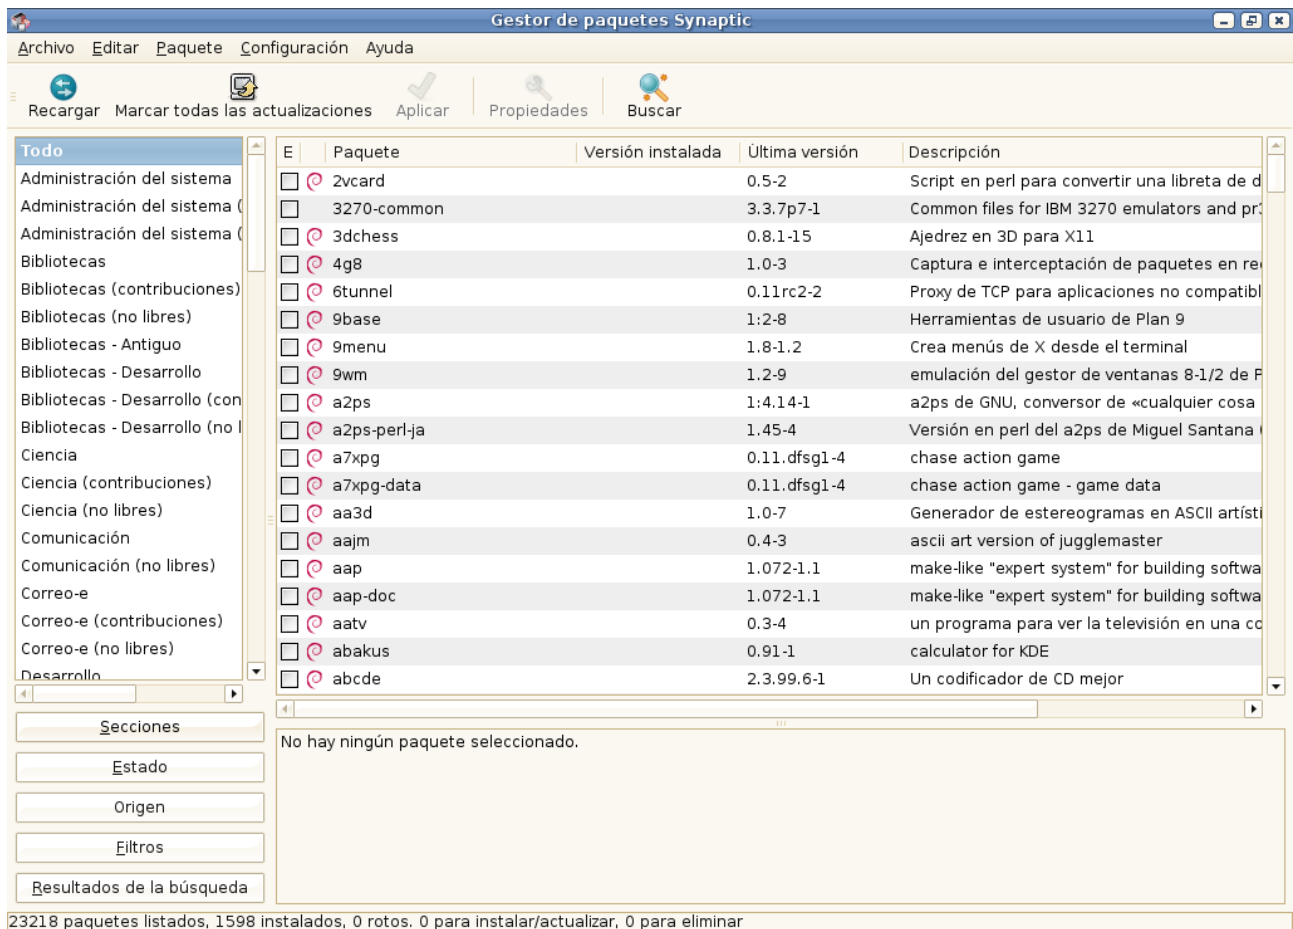 Gestor de paquetes Synaptic
Archivo Editar Paquete Configuración Ayuda
Recargar Marcar todas las actualizaciones Aplicar Propiedades Buscar
Todo
Administración del sistema
Administración del sistema (
Administración del sistema (
Bibliotecas
Bibliotecas (contribuciones)
Bibliotecas (no libres)
Bibliotecas - Antiguo
Bibliotecas - Desarrollo
Bibliotecas - Desarrollo (con
Bibliotecas - Desarrollo (no l
Ciencia
Ciencia (contribuciones)
Ciencia (no libres)
Comunicación
Comunicación (no libres)
Correo-e
Correo-e (contribuciones)
Correo-e (no libres)
Desarrollo
Secciones
Estado
Origen
Filtros
Resultados de la búsqueda
E Paquete Versión instalada Última versión Descripción
2vcard 0.5-2 Script en perl para convertir una libreta de d
3270-common 3.3.7p7-1 Common files for IBM 3270 emulators and pr3
3dchess 0.8.1-15 Ajedrez en 3D para X11
4g8 1.0-3 Captura e interceptación de paquetes en re
6tunnel 0.11rc2-2 Proxy de TCP para aplicaciones no compatibl
9base 1:2-8 Herramientas de usuario de Plan 9
9menu 1.8-1.2 Crea menús de X desde el terminal
9wm 1.2-9 emulación del gestor de ventanas 8-1/2 de P
a2ps 1:4.14-1 a2ps de GNU, conversor de «cualquier cosa
a2ps-perl-ja 1.45-4 Versión en perl del a2ps de Miguel Santana (
a7xpg 0.11.dfsg1-4 chase action game
a7xpg-data 0.11.dfsg1-4 chase action game - game data
aa3d 1.0-7 Generador de estereogramas en ASCII artísti
aajm 0.4-3 ascii art version of jugglemaster
aap 1.072-1.1 make-like "expert system" for building softwa
aap-doc 1.072-1.1 make-like "expert system" for building softwa
aatv 0.3-4 un programa para ver la televisión en una co
abakus 0.91-1 calculator for KDE
abcde 2.3.99.6-1 Un codificador de CD mejor
No hay ningún paquete seleccionado.
23218 paquetes listados, 1598 instalados, 0 rotos. 0 para instalar/actualizar, 0 para eliminar